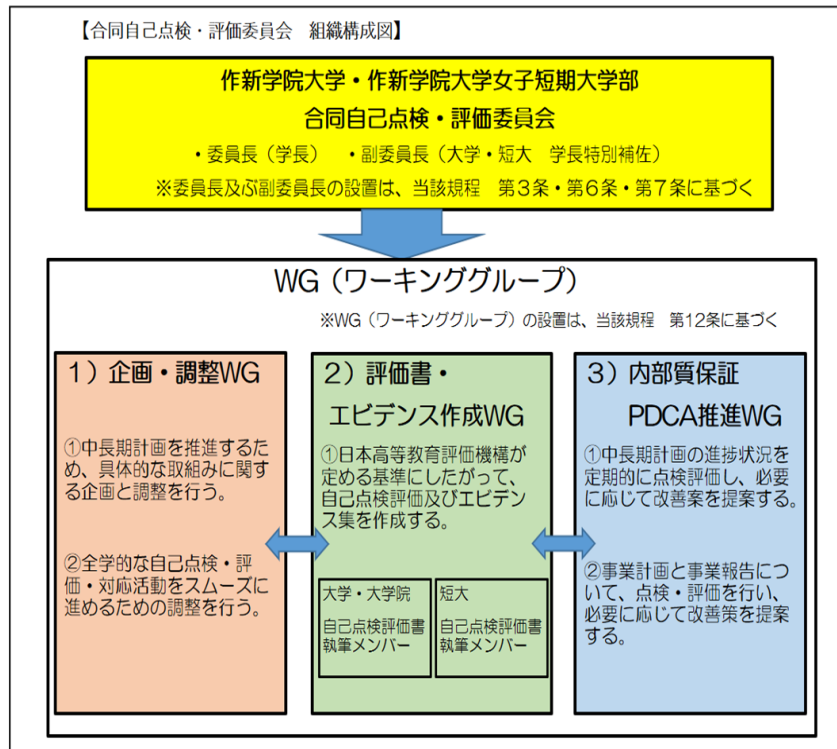 【合同自己点検・評価委員会　組織構成図】
作新学院大学・作新学院大学女子短期大学部
合同自己点検・評価委員会
・委員長（学長）　・副委員長（大学・短大　学長特別補佐）
※委員長及び副委員長の設置は、当該規程　第３条・第６条・第７条に基づく
WG（ワーキンググループ）
※WG（ワーキンググループ）の設置は、当該規程　第12条に基づく
１）企画・調整WG
①中長期計画を推進するた
め、具体的な取組みに関す
る企画と調整を行う。
②全学的な自己点検・評
価・対応活動をスムーズに
進めるための調整を行う。
２）評価書・
エビデンス作成WG
①日本高等教育評価機構が
定める基準にしたがって、
自己点検評価及びエビデン
ス集を作成する。
大学・大学院
自己点検評価書
執筆メンバー
短大
自己点検評価書
執筆メンバー
３）内部質保証
PDCA推進WG
①中長期計画の進捗状況を
定期的に点検評価し、必要
に応じて改善案を提案する。
②事業計画と事業報告につ
いて、点検・評価を行い、
必要に応じて改善策を提案
する。